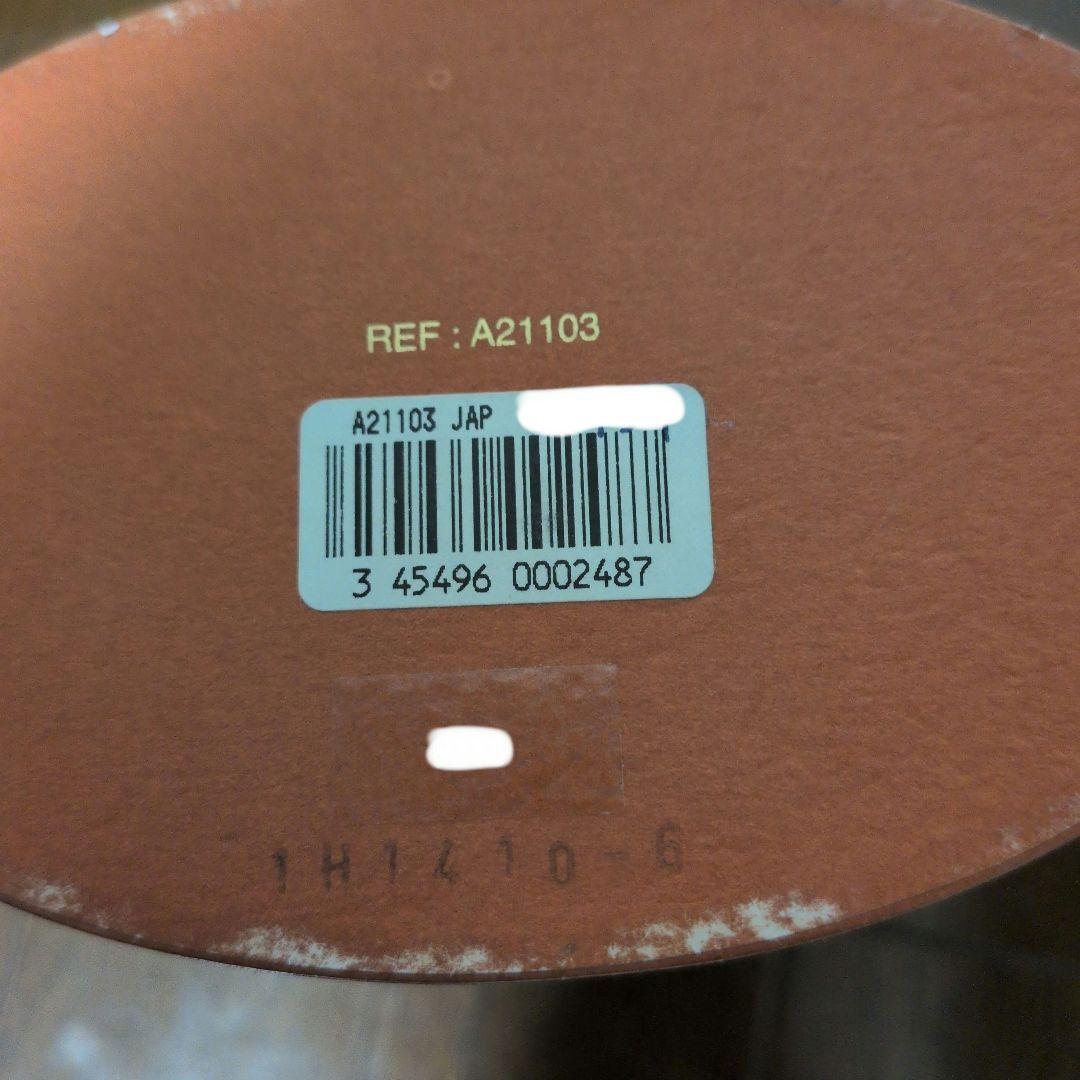 REF : A21103
A21103 JAP
3 45496 0002487
1H1410-6